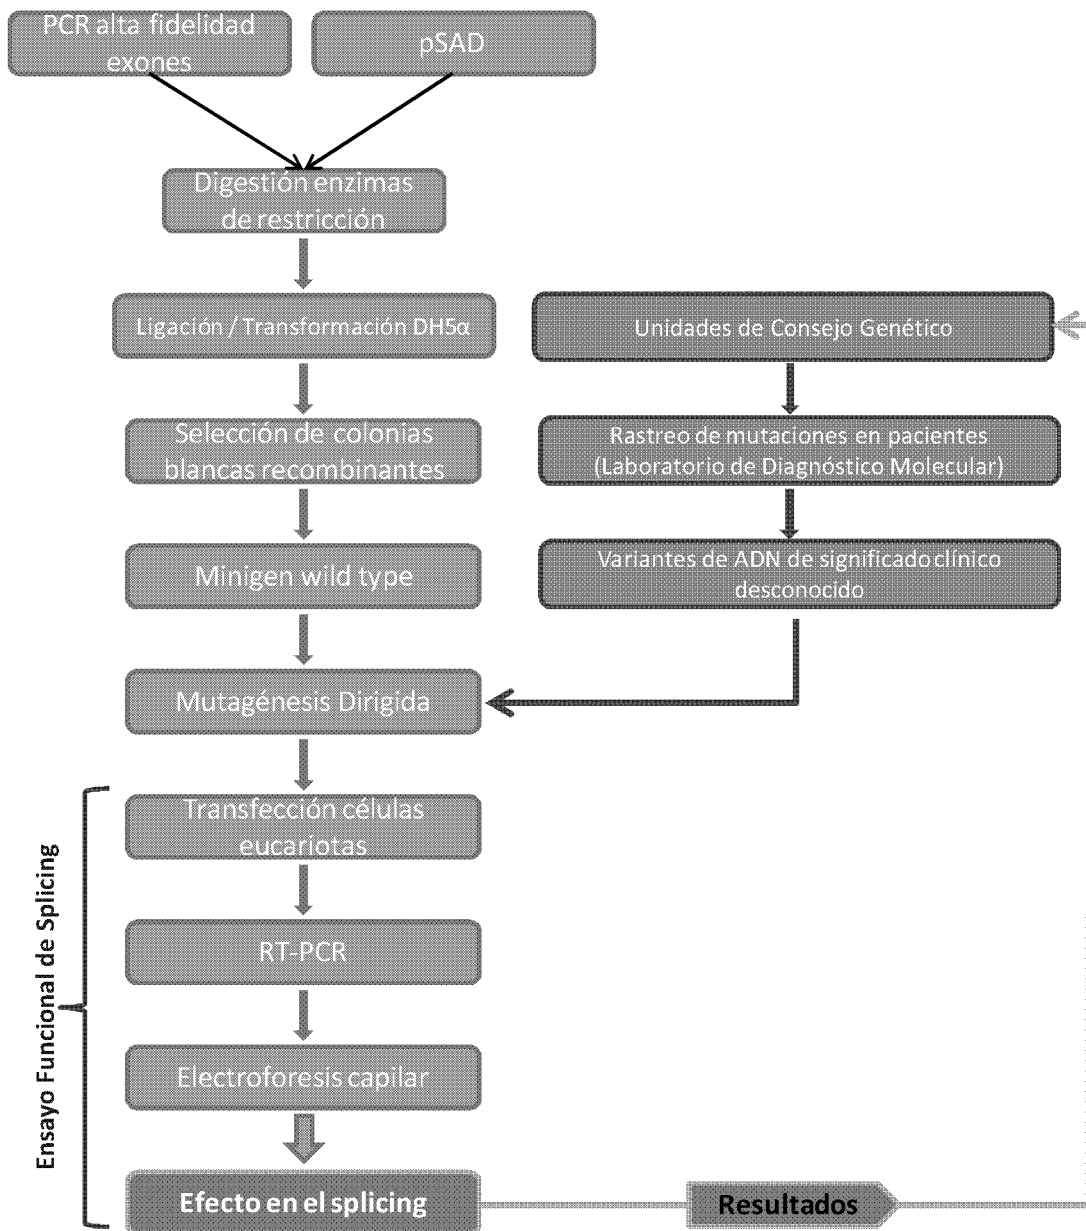 PCR alta fidelidad
exones
pSAD
Digestión enzimas
de restricción
Ligación / Transformación DH5α
Selección de colonias
blancas recombinantes
Minigen wild type
Mutagénesis Dirigida
Unidades de Consejo Genético
Rastreo de mutaciones en pacientes
(Laboratorio de Diagnóstico Molecular)
Variantes de ADN de significado clínico
desconocido
Ensayo Funcional de Splicing
Transfección células
eucariotas
RT-PCR
Electroforesis capilar
Efecto en el splicing
Resultados